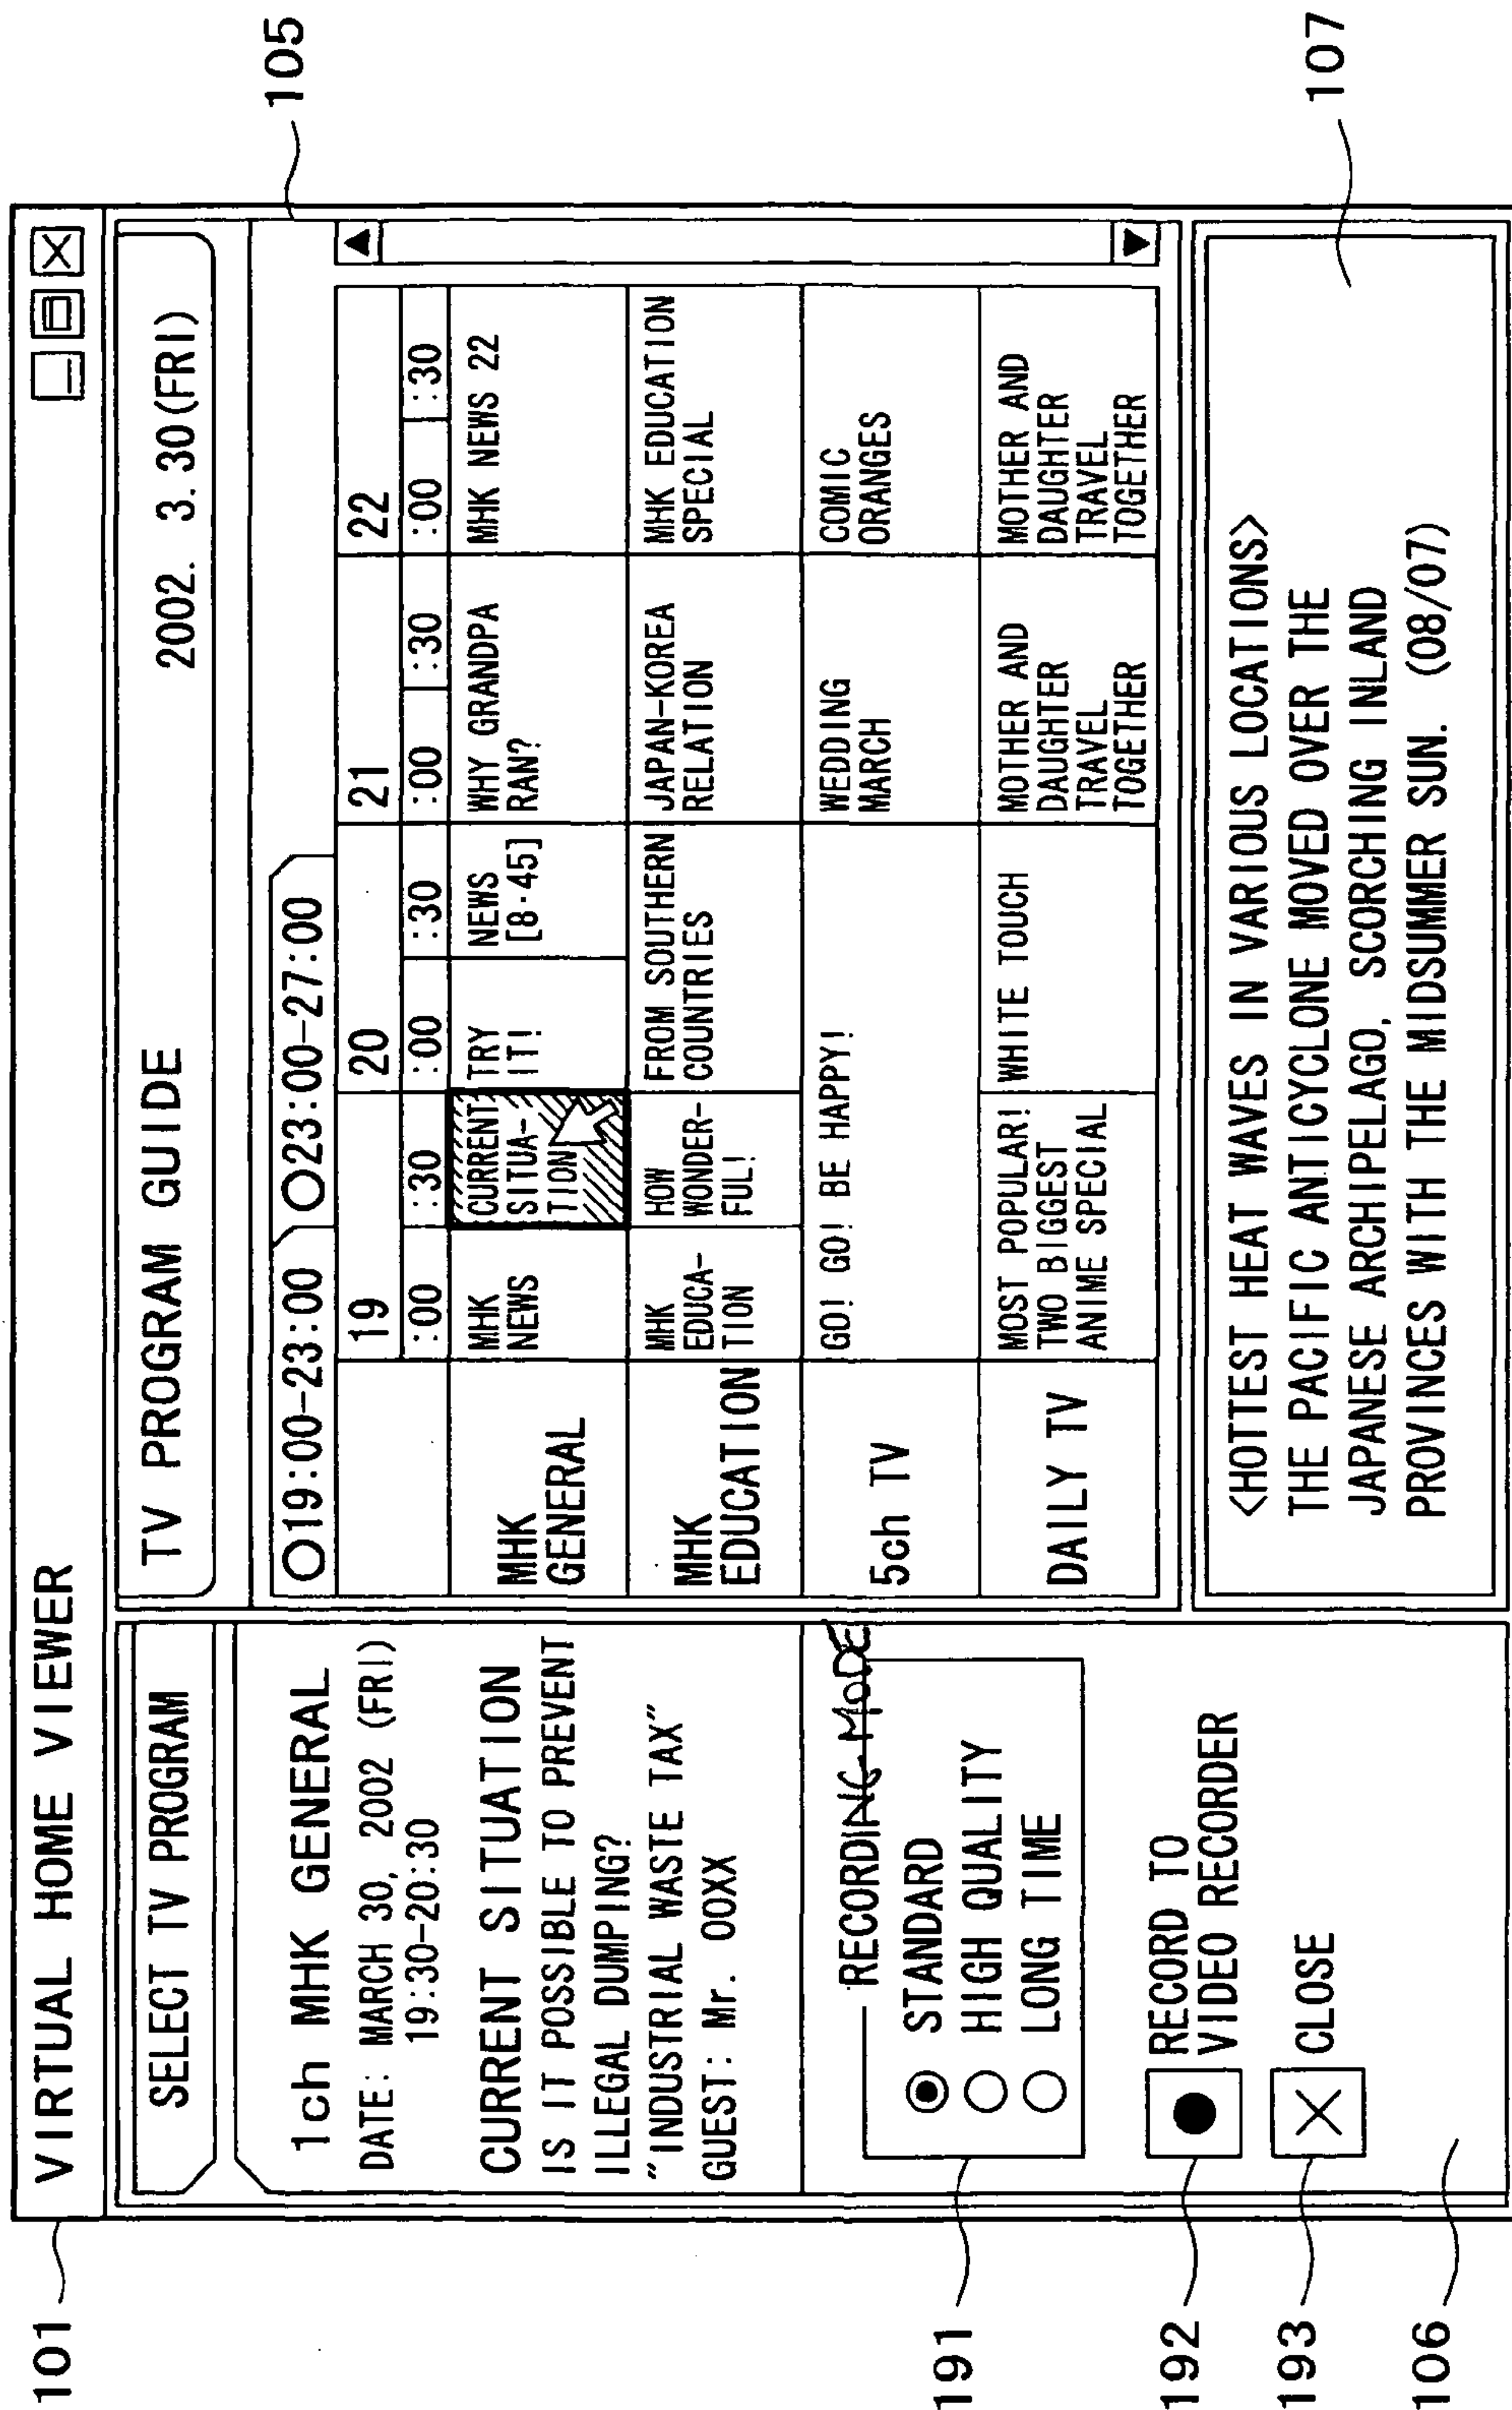 101
VIRTUAL HOME VIEWER
SELECT TV PROGRAM
1ch MHK GENERAL
DATE: MARCH 30, 2002 (FRI)
19:30-20:30
CURRENT SITUATION
IS IT POSSIBLE TO PREVENT
ILLEGAL DUMPING?
"INDUSTRIAL WASTE TAX"
GUEST: Mr. OOXX
RECORDING MODE
STANDARD
HIGH QUALITY
LONG TIME
191
RECORD TO
VIDEO RECORDER
192
CLOSE
193
106
TV PROGRAM GUIDE 2002. 3. 30(FRI)
105
19:00-23:00 23:00-27:00
19 20 21 22
:00 :30 :00 :30 :00 :30 :00 :30
MHK
GENERAL
MHK
NEWS
CURRENT
SITUA-
TION
TRY
IT!
NEWS
[8·45]
WHY GRANDPA
RAN?
MHK NEWS 22
MHK
EDUCATION
MHK
EDUCA-
TION
HOW
WONDER-
FUL!
FROM SOUTHERN
COUNTRIES
JAPAN-KOREA
RELATION
MHK EDUCATION
SPECIAL
5ch TV
GO! GO! BE HAPPY!
WEDDING
MARCH
COMIC
ORANGES
DAILY TV
MOST POPULAR!
TWO BIGGEST
ANIME SPECIAL
WHITE TOUCH
MOTHER AND
DAUGHTER
TRAVEL
TOGETHER
MOTHER AND
DAUGHTER
TRAVEL
TOGETHER
<HOTTEST HEAT WAVES IN VARIOUS LOCATIONS>
THE PACIFIC ANTICYCLONE MOVED OVER THE
JAPANESE ARCHIPELAGO, SCORCHING INLAND
PROVINCES WITH THE MIDSUMMER SUN. (08/07)
107